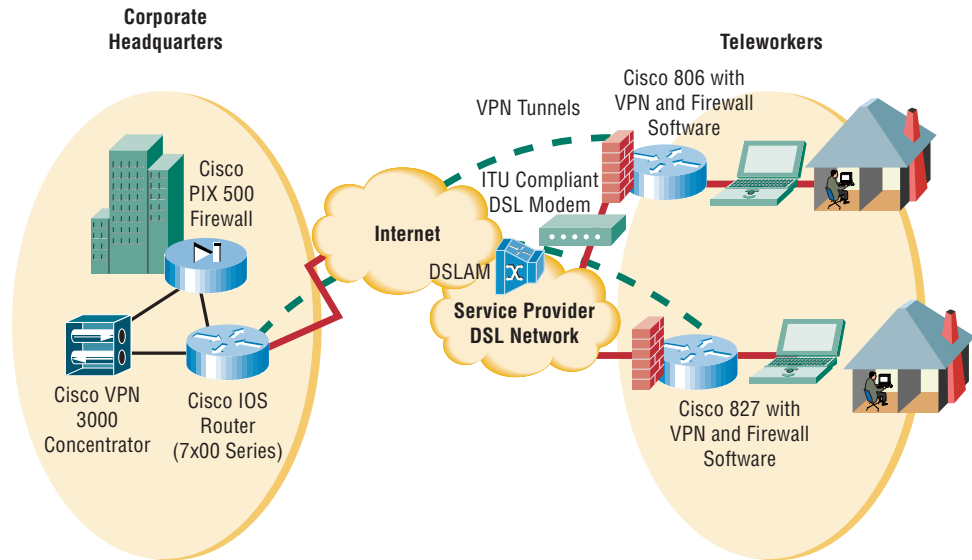 Corporate
Headquarters
Teleworkers
Cisco 806 with
VPN and Firewall
Software
VPN Tunnels
Cisco
PIX 500
Firewall
ITU Compliant
DSL Modem
Internet
DSLAM
Service Provider
DSL Network
Cisco VPN
3000
Concentrator
Cisco IOS
Router
(7x00 Series)
Cisco 827 with
VPN and Firewall
Software